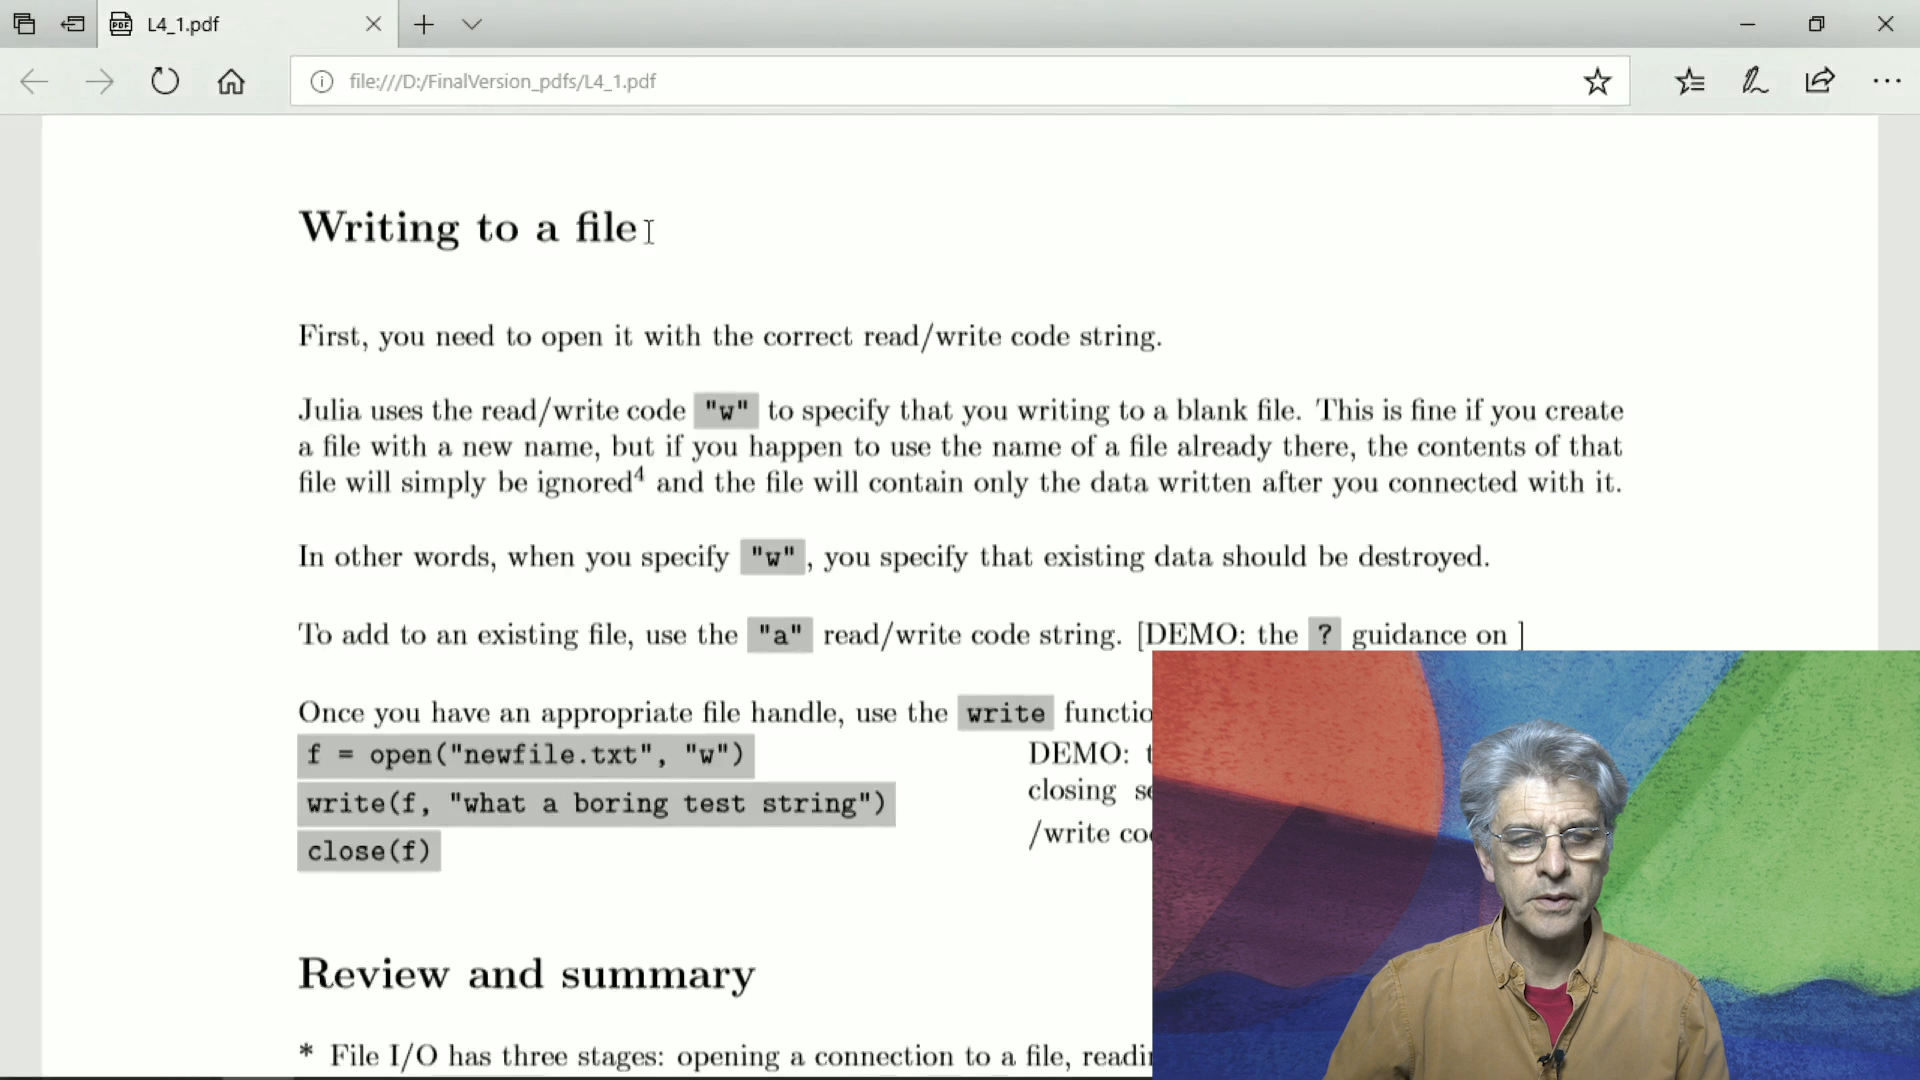 L4_1.pdf
file:///D:/FinalVersion_pdfs/L4_1.pdf
Writing to a file
First, you need to open it with the correct read/write code string.
Julia uses the read/write code "w" to specify that you writing to a blank file. This is fine if you create
a file with a new name, but if you happen to use the name of a file already there, the contents of that
file will simply be ignored4 and the file will contain only the data written after you connected with it.
In other words, when you specify "w", you specify that existing data should be destroyed.
To add to an existing file, use the "a" read/write code string. [DEMO: the ? guidance on ]
Once you have an appropriate file handle, use the write
f = open("newfile.txt", "w")
DEMO:
write(f, "what a boring test string")
closing
/write
close(f)
Review and summary
* File I/O has three stages: opening a connection to a file,